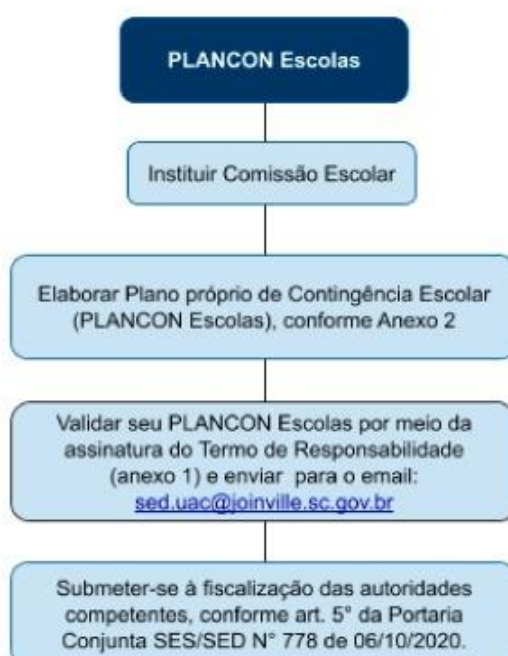 PLANCON Escolas
Instituir Comissão Escolar
Elaborar Plano próprio de Contingência Escolar
(PLANCON Escolas), conforme Anexo 2
Validar seu PLANCON Escolas por meio da
assinatura do Termo de Responsabilidade
(anexo 1) e enviar para o email:
sed.uac@joinville.sc.gov.br
Submeter-se à fiscalização das autoridades
competentes, conforme art. 5° da Portaria
Conjunta SES/SED N° 778 de 06/10/2020.